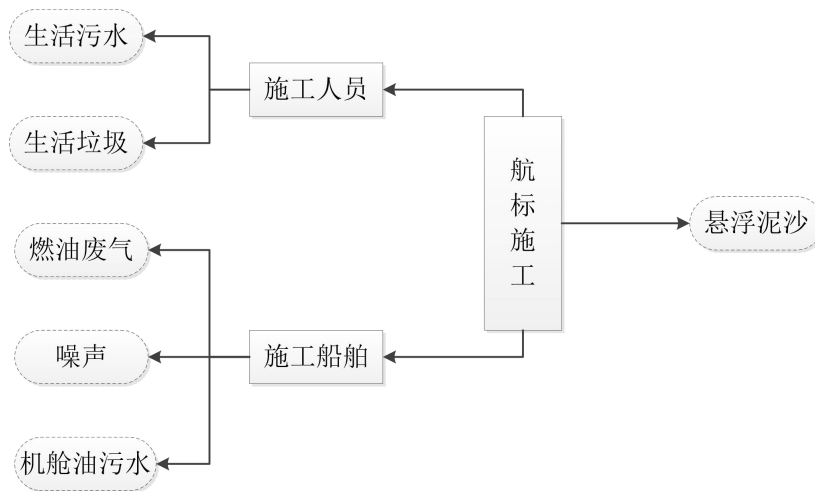 生活污水
施工人员
生活垃圾
航标施工
悬浮泥沙
燃油废气
噪声
施工船舶
机舱油污水